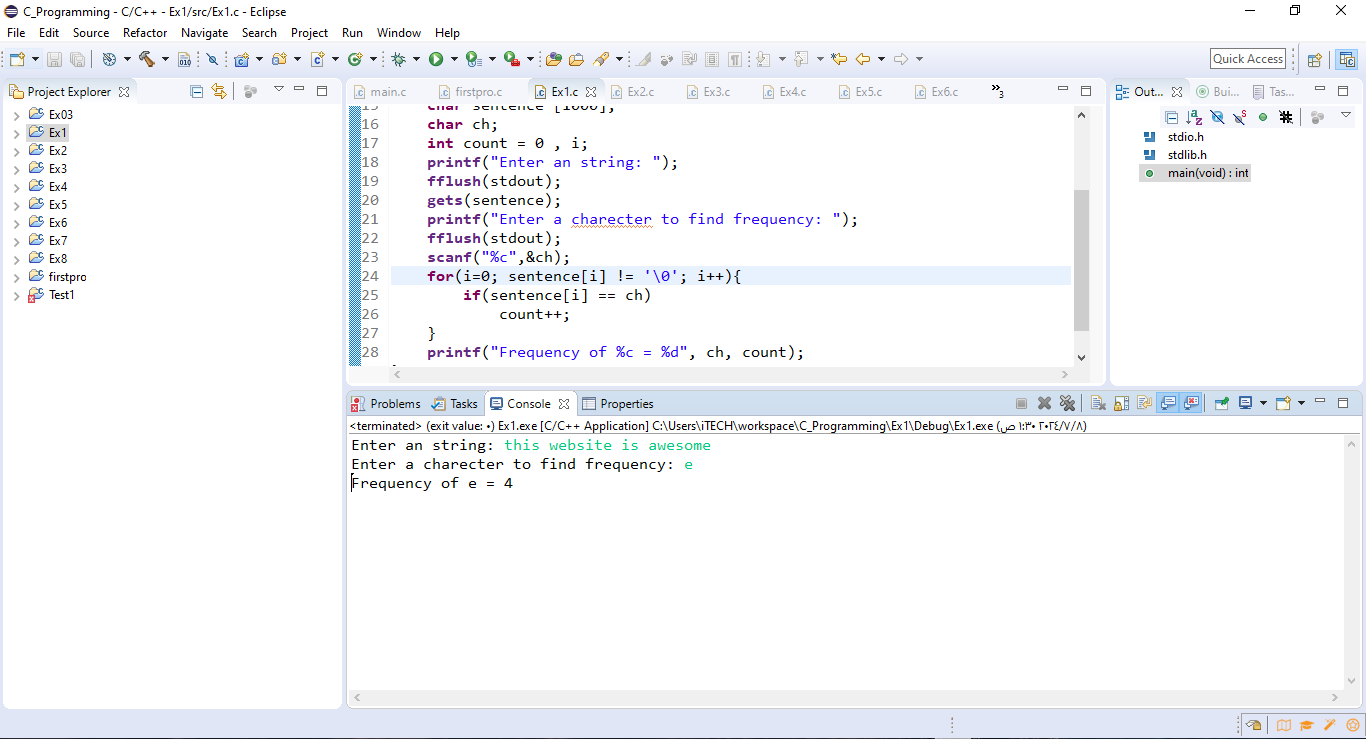 C_Programming - C/C++ - Ex1/src/Ex1.c - Eclipse
File Edit Source Refactor Navigate Search Project Run Window Help
Quick Access
Project Explorer
Ex03
Ex1
Ex2
Ex3
Ex4
Ex5
Ex6
Ex7
Ex8
firstpro
Test1
main.c firstpro.c Ex1.c Ex2.c Ex3.c Ex4.c Ex5.c Ex6.c »3
15 char sentence [1000];
16 char ch;
17 int count = 0 , i;
18 printf("Enter an string: ");
19 fflush(stdout);
20 gets(sentence);
21 printf("Enter a charecter to find frequency: ");
22 fflush(stdout);
23 scanf("%c",&ch);
24 for(i=0; sentence[i] != '\0'; i++){
25 if(sentence[i] == ch)
26 count++;
27 }
28 printf("Frequency of %c = %d", ch, count);
Out... Bui... Tas...
stdio.h
stdlib.h
main(void) : int
Problems Tasks Console Properties
<terminated> (exit value: ٠) Ex1.exe [C/C++ Application] C:\Users\iTECH\workspace\C_Programming\Ex1\Debug\Ex1.exe (٢٠٢٤/٧/٨ ١:٣٠ ص)
Enter an string: this website is awesome
Enter a charecter to find frequency: e
Frequency of e = 4